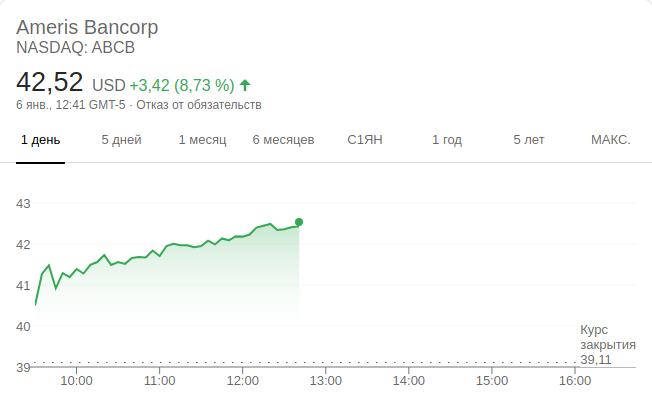 Ameris Bancorp
NASDAQ: ABCB
42,52 USD +3,42 (8,73 %)
6 янв., 12:41 GMT-5 · Отказ от обязательств
1 день 5 дней 1 месяц 6 месяцев С1ЯН 1 год 5 лет МАКС.
43
42
41
40
39
Курс
закрытия
39,11
10:00 11:00 12:00 13:00 14:00 15:00 16:00